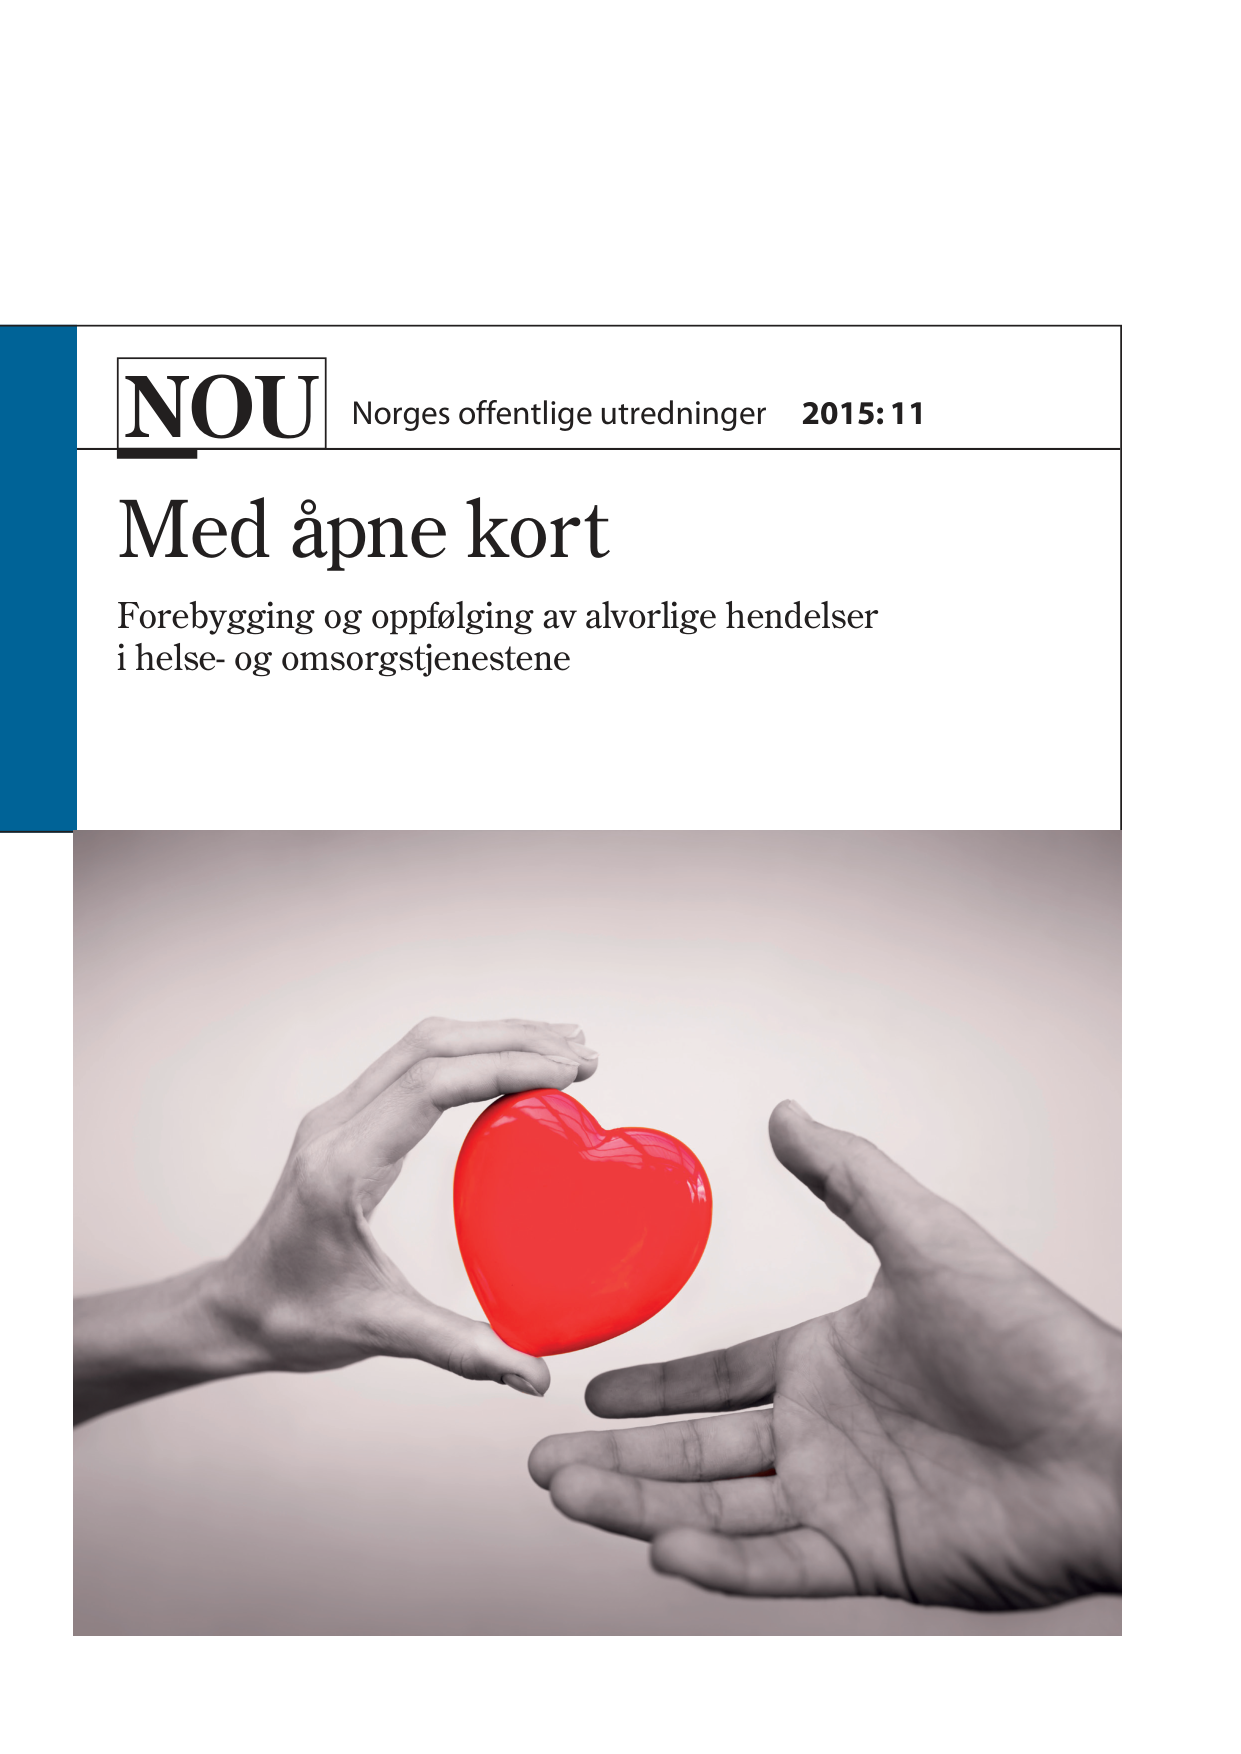 NOU
Norges offentlige utredninger 2015: 11
Med åpne kort
Forebygging og oppfølging av alvorlige hendelser
i helse- og omsorgstjenestene